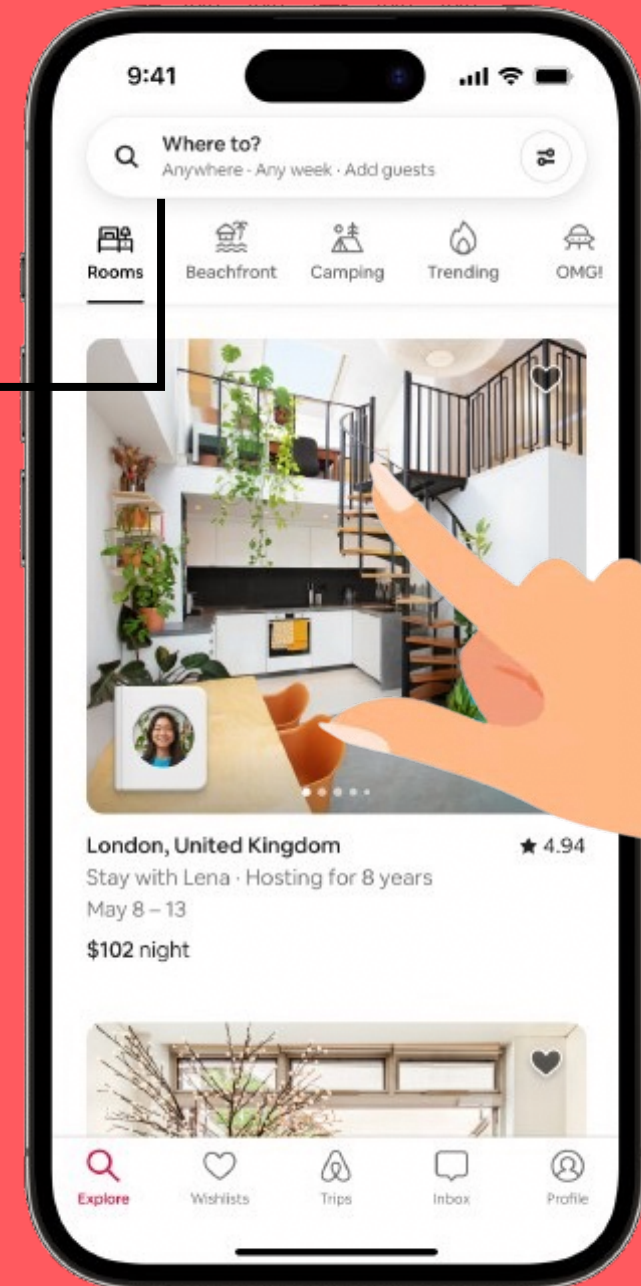 9:41
Where to?
Anywhere · Any week · Add guests
Rooms Beachfront Camping Trending OMG!
London, United Kingdom ★ 4.94
Stay with Lena · Hosting for 8 years
May 8 – 13
$102 night
Explore Wishlists Trips Inbox Profile